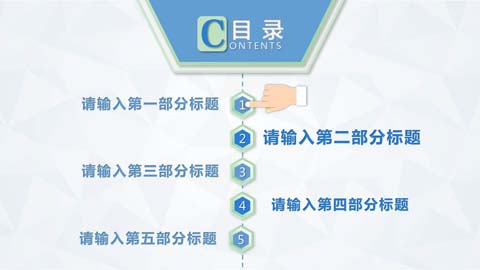 C目录
CONTENTS
请输入第一部分标题
1
2
请输入第二部分标题
请输入第三部分标题
3
4
请输入第四部分标题
请输入第五部分标题
5